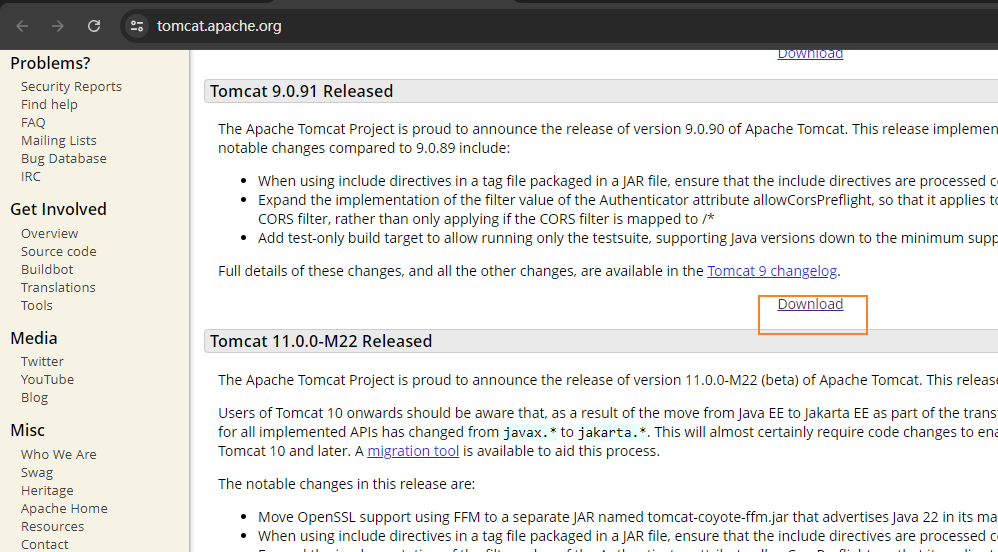 tomcat.apache.org
Problems?
Security Reports
Find help
FAQ
Mailing Lists
Bug Database
IRC
Get Involved
Overview
Source code
Buildbot
Translations
Tools
Media
Twitter
YouTube
Blog
Misc
Who We Are
Swag
Heritage
Apache Home
Resources
Contact
Download
Tomcat 9.0.91 Released
The Apache Tomcat Project is proud to announce the release of version 9.0.90 of Apache Tomcat. This release implemen
notable changes compared to 9.0.89 include:
• When using include directives in a tag file packaged in a JAR file, ensure that the include directives are processed co
• Expand the implementation of the filter value of the Authenticator attribute allowCorsPreflight, so that it applies to
CORS filter, rather than only applying if the CORS filter is mapped to /*
• Add test-only build target to allow running only the testsuite, supporting Java versions down to the minimum supp
Full details of these changes, and all the other changes, are available in the Tomcat 9 changelog.
Download
Tomcat 11.0.0-M22 Released
The Apache Tomcat Project is proud to announce the release of version 11.0.0-M22 (beta) of Apache Tomcat. This release
Users of Tomcat 10 onwards should be aware that, as a result of the move from Java EE to Jakarta EE as part of the trans
for all implemented APIs has changed from javax.* to jakarta.*. This will almost certainly require code changes to ena
Tomcat 10 and later. A migration tool is available to aid this process.
The notable changes in this release are:
• Move OpenSSL support using FFM to a separate JAR named tomcat-coyote-ffm.jar that advertises Java 22 in its ma
• When using include directives in a tag file packaged in a JAR file, ensure that the include directives are processed co